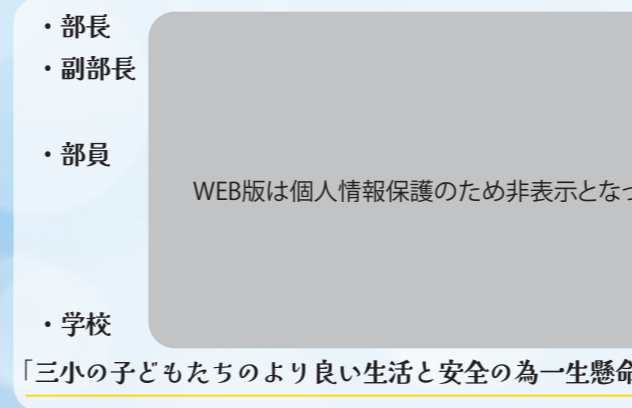 ・部長
・副部長
・部員
WEB版は個人情報保護のため非表示となっ
・学校
「三小の子どもたちのより良い生活と安全の為一生懸命